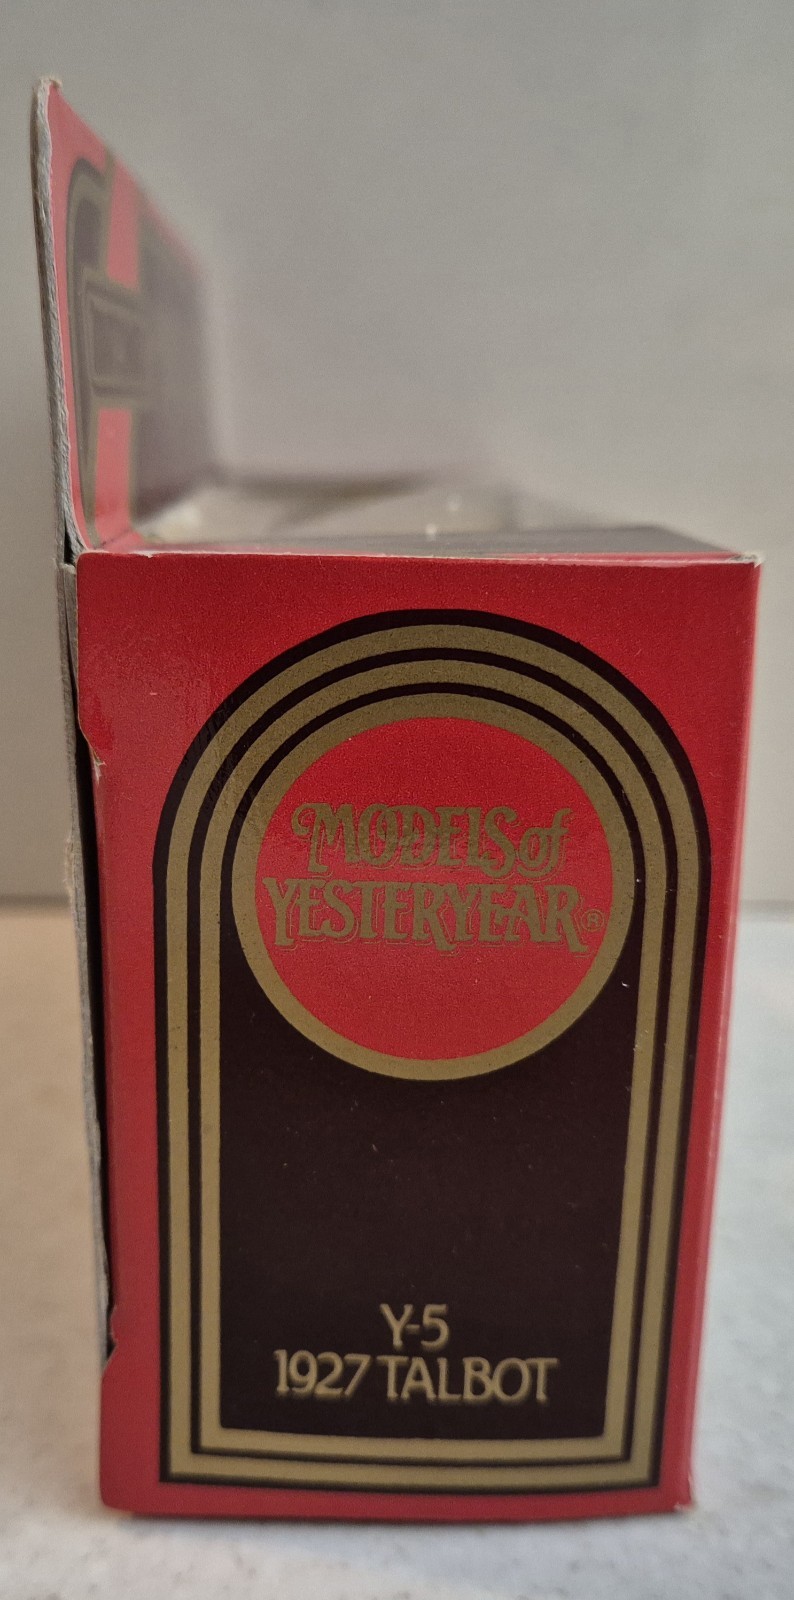 MODELS of
YESTERYEAR®
Y-5
1927 TALBOT